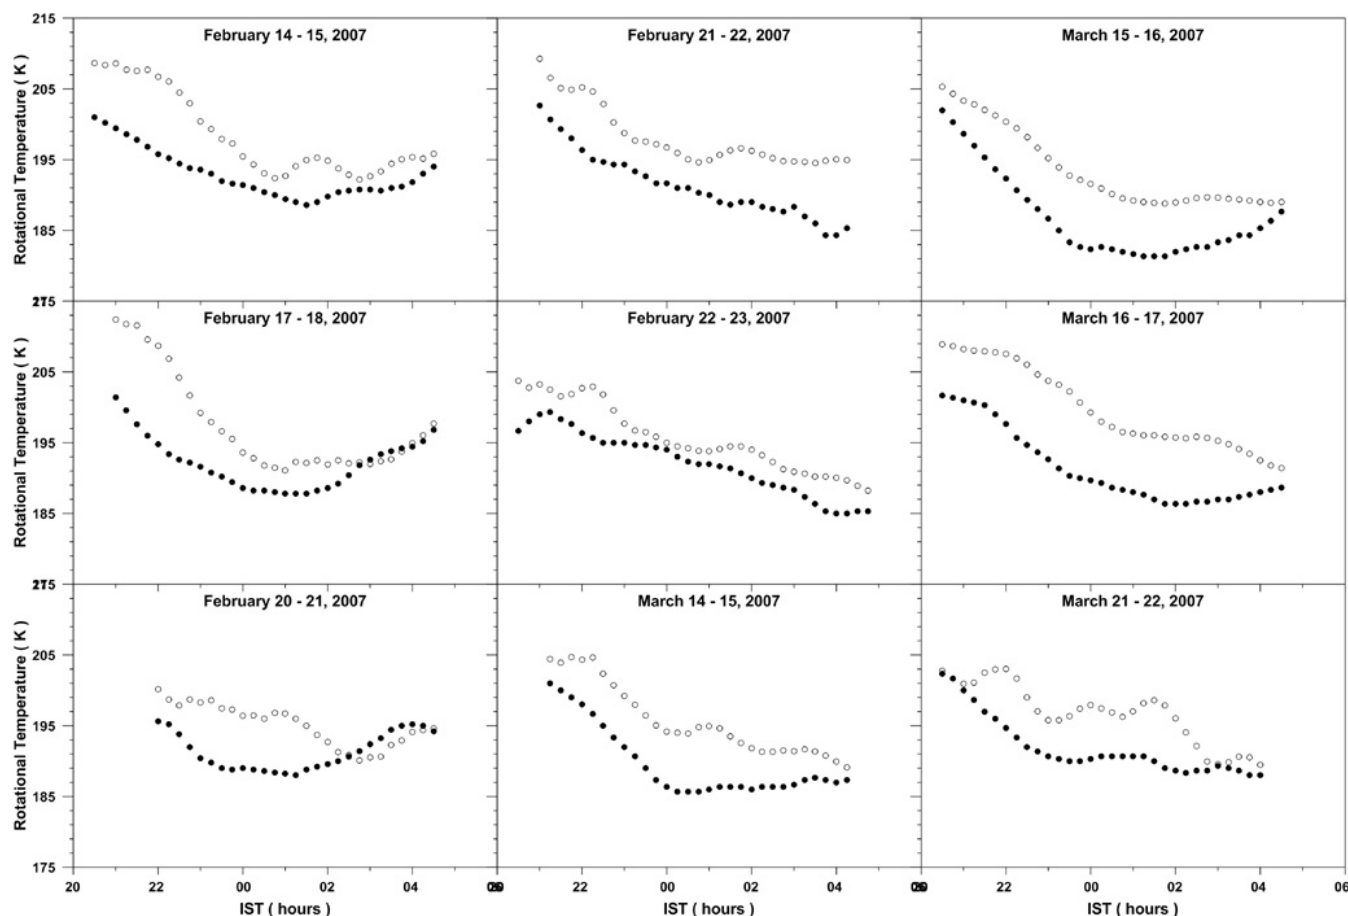 215
205
195
185
215
205
195
185
215
205
195
185
175
Rotational Temperature ( K )
Rotational Temperature ( K )
Rotational Temperature ( K )
February 14 - 15, 2007
February 21 - 22, 2007
March 15 - 16, 2007
February 17 - 18, 2007
February 22 - 23, 2007
March 16 - 17, 2007
February 20 - 21, 2007
March 14 - 15, 2007
March 21 - 22, 2007
20 22 00 02 04
22 00 02 04
22 00 02 04 06
IST ( hours )
IST ( hours )
IST ( hours )